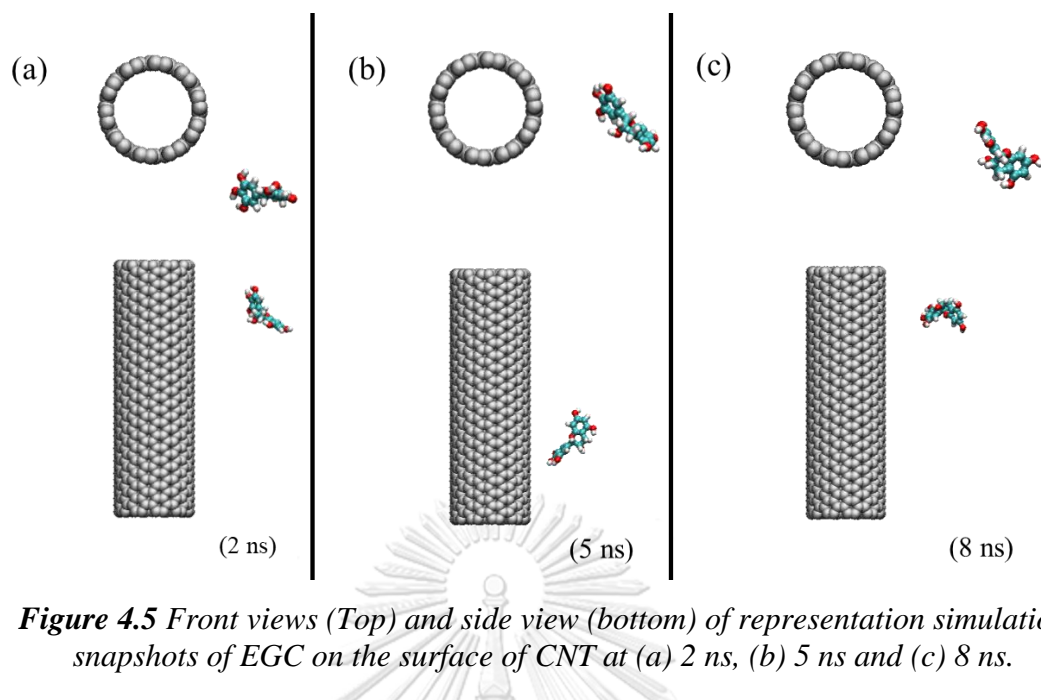 (a)
(b)
(c)
(2 ns)
(5 ns)
(8 ns)
Figure 4.5 Front views (Top) and side view (bottom) of representation simulatio
snapshots of EGC on the surface of CNT at (a) 2 ns, (b) 5 ns and (c) 8 ns.